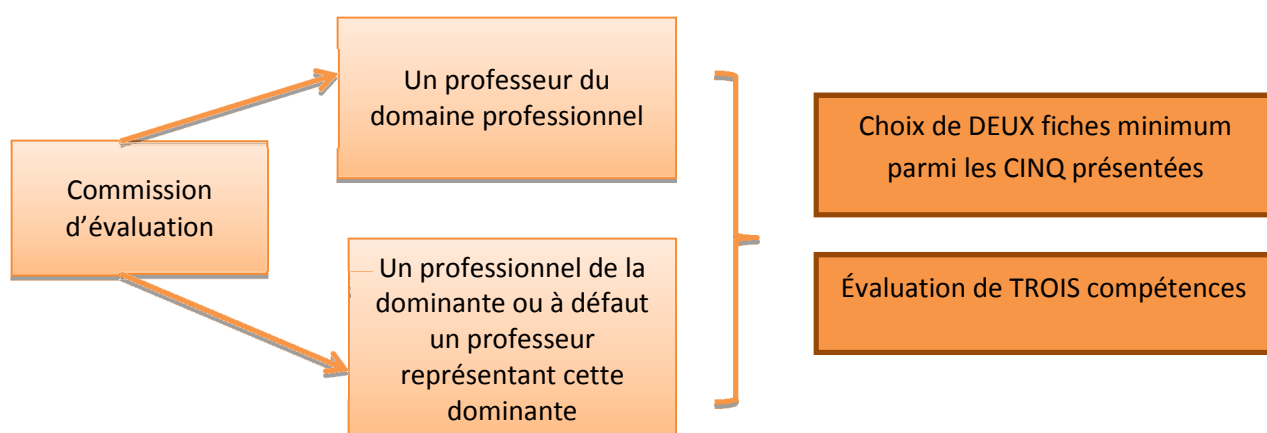 Commission
d’évaluation
Un professeur du
domaine professionnel
Un professionnel de la
dominante ou à défaut
un professeur
représentant cette
dominante
Choix de DEUX fiches minimum
parmi les CINQ présentées
Évaluation de TROIS compétences